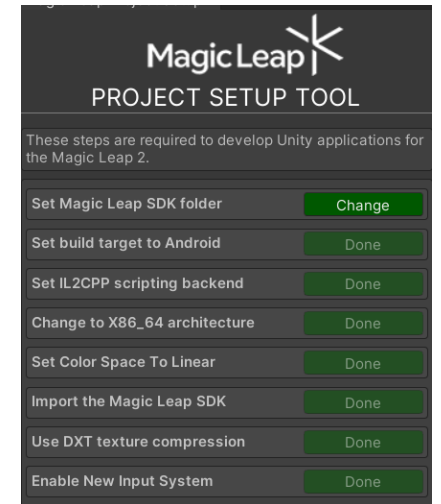 Magic Leap
PROJECT SETUP TOOL
These steps are required to develop Unity applications for
the Magic Leap 2.
Set Magic Leap SDK folder Change
Set build target to Android Done
Set IL2CPP scripting backend Done
Change to X86_64 architecture Done
Set Color Space To Linear Done
Import the Magic Leap SDK Done
Use DXT texture compression Done
Enable New Input System Done